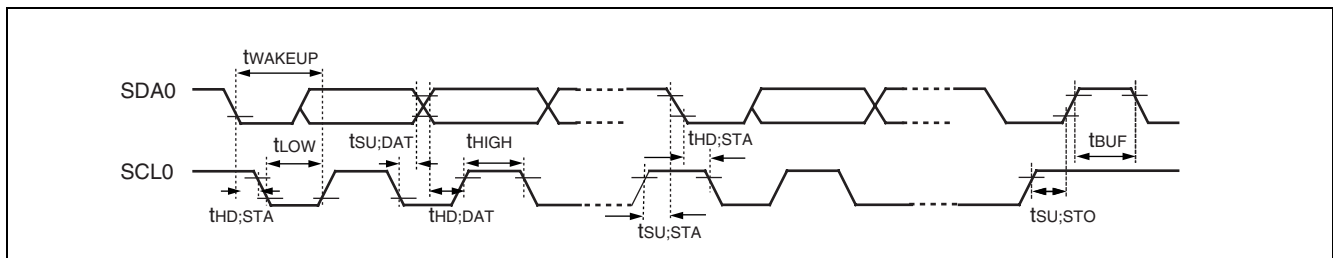 tWAKEUP
SDA0
tSU;DAT
tHIGH
tHD;STA
tBUF
tLOW
SCL0
tHD;STA
tHD;DAT
tSU;STA
tSU;STO